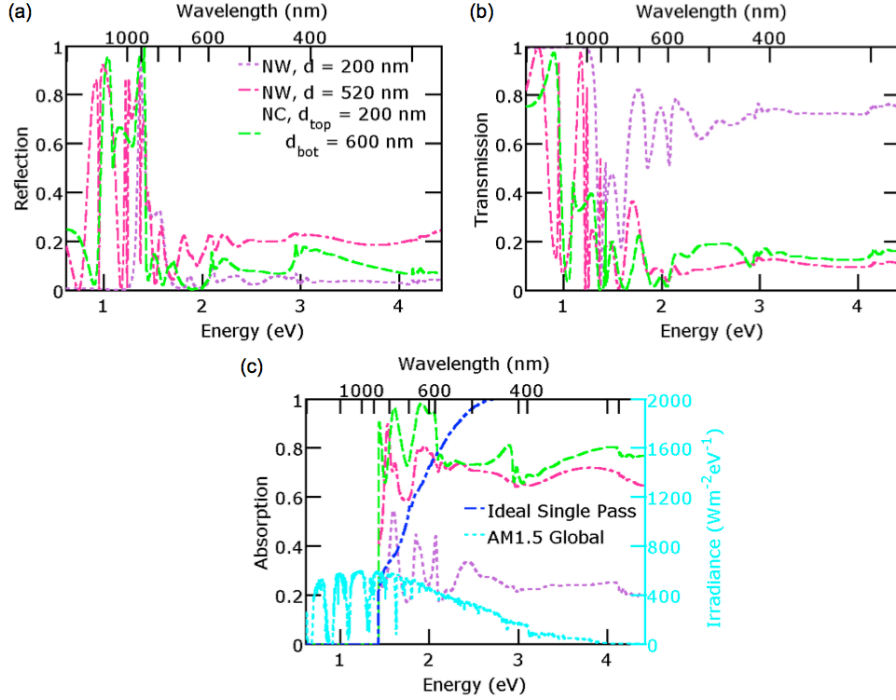 (a)
Wavelength (nm)
1000 600 400
Reflection
1
0.8
0.6
0.4
0.2
0
NW, d = 200 nm
NW, d = 520 nm
NC, d_top = 200 nm
d_bot = 600 nm
1 2 3 4
Energy (eV)
(b)
Wavelength (nm)
1000 600 400
Transmission
1
0.8
0.6
0.4
0.2
0
1 2 3 4
Energy (eV)
(c)
Wavelength (nm)
1000 600 400
Absorption
1
0.8
0.6
0.4
0.2
0
Ideal Single Pass
AM1.5 Global
2000
1600
1200
800
400
0
Irradiance (Wm⁻²eV⁻¹)
1 2 3 4
Energy (eV)